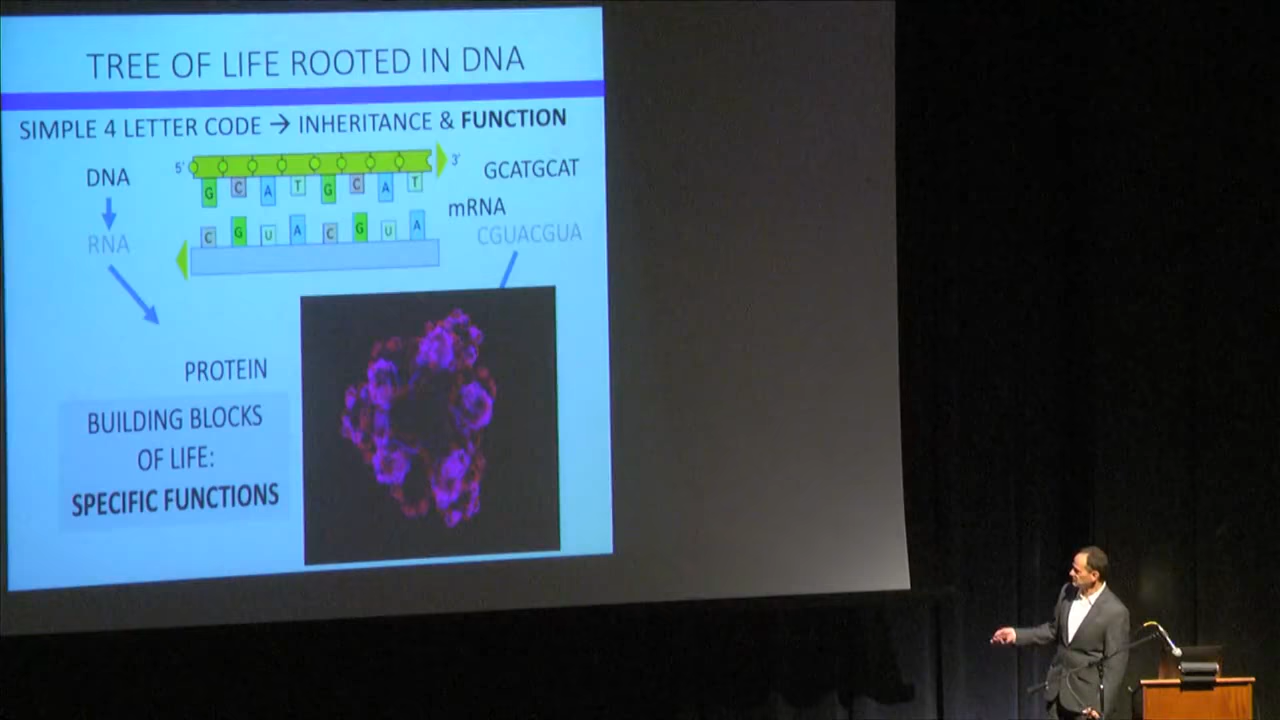 TREE OF LIFE ROOTED IN DNA
SIMPLE 4 LETTER CODE → INHERITANCE & FUNCTION
DNA
5'
3'
GCATGCAT
G C A T G C A T
mRNA
RNA
C G U A C G U A
CGUACGUA
PROTEIN
BUILDING BLOCKS
OF LIFE:
SPECIFIC FUNCTIONS